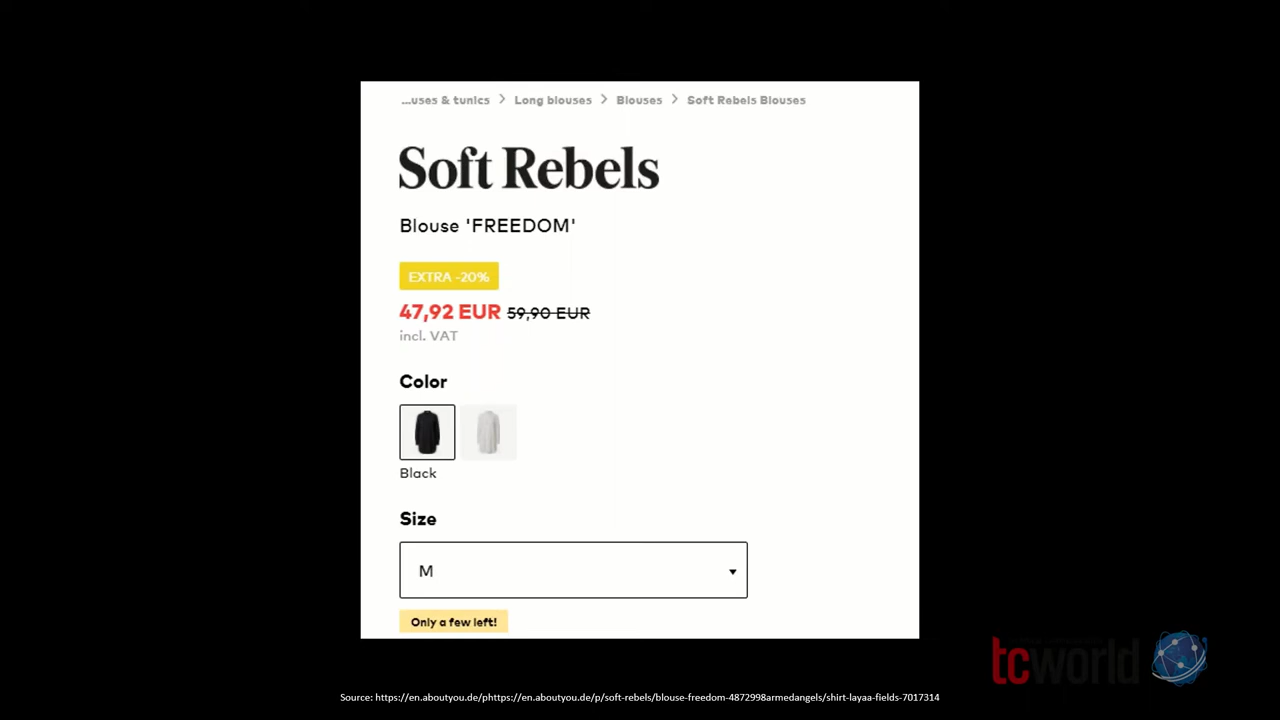 ...uses & tunics > Long blouses > Blouses > Soft Rebels Blouses
Soft Rebels
Blouse 'FREEDOM'
EXTRA -20%
47,92 EUR 59,90 EUR
incl. VAT
Color
Black
Size
M
Only a few left!
tcworld
Source: https://en.aboutyou.de/phttps://en.aboutyou.de/p/soft-rebels/blouse-freedom-4872998armedangels/shirt-layaa-fields-7017314